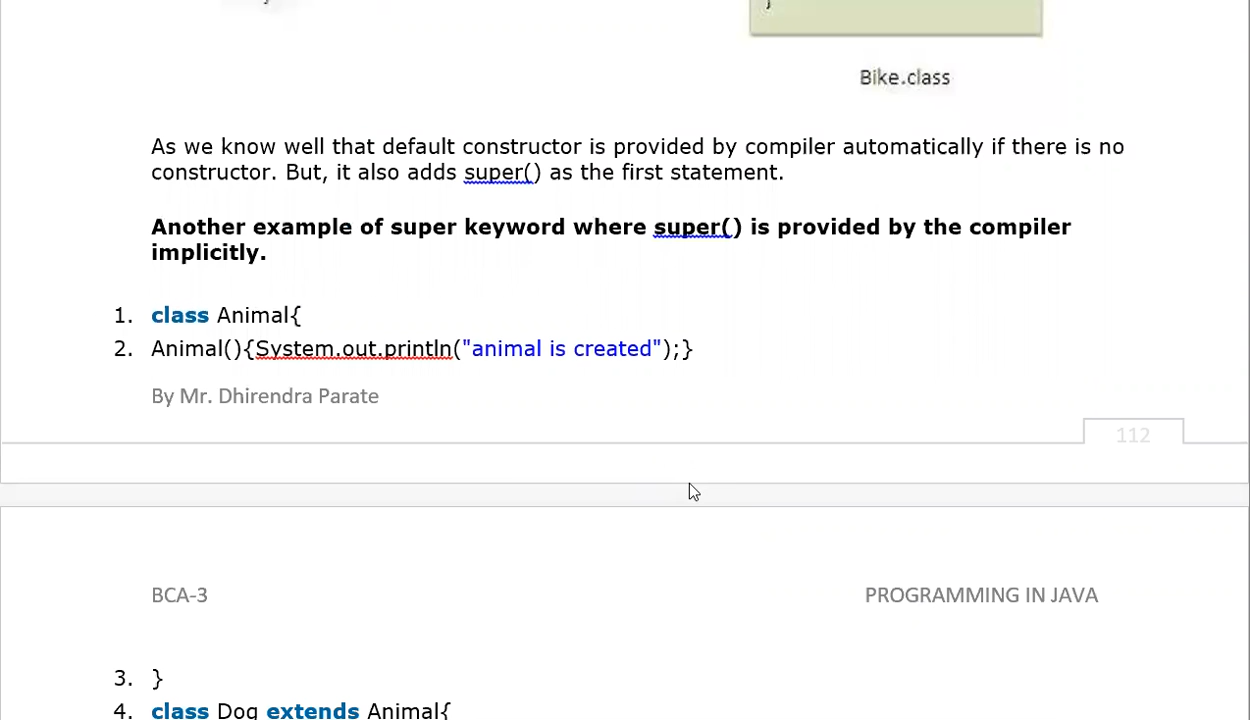 }
}
Bike.class
As we know well that default constructor is provided by compiler automatically if there is no
constructor. But, it also adds super() as the first statement.
Another example of super keyword where super() is provided by the compiler
implicitly.
1. class Animal{
2. Animal(){System.out.println("animal is created");}
By Mr. Dhirendra Parate
112
BCA-3 PROGRAMMING IN JAVA
3. }
4. class Dog extends Animal{